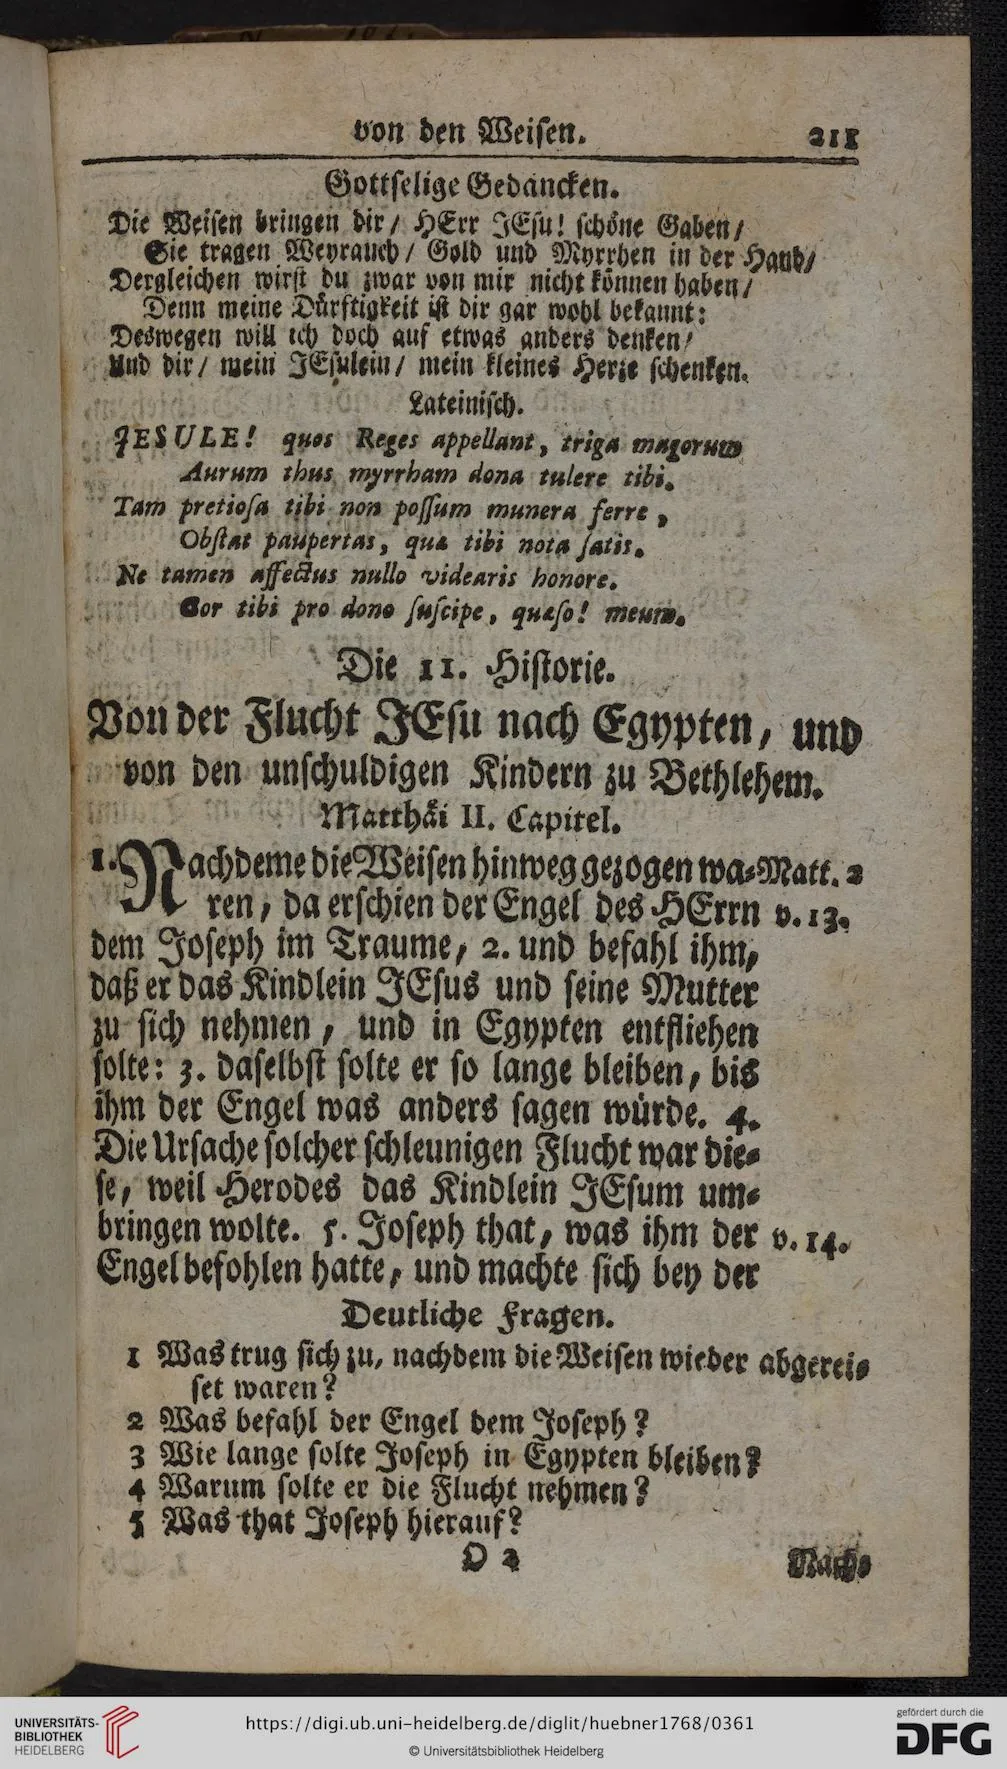 von den Weisen. 211
Gottselige Gedancken.
Die Weisen bringen dir / HErr JEsu! schöne Gaben /
Sie tragen Weyrauch / Gold und Myrrhen in der Hand /
Dergleichen wirst du zwar von mir nicht können haben /
Denn meine Dürftigkeit ist dir gar wohl bekannt:
Deswegen will ich doch auf etwas anders denken /
Und dir / mein JEsulein / mein kleines Herze schenken.
Lateinisch.
JESULE! quos Reges appellant, triga magorum
Aurum thus myrrham dona tulere tibi.
Tam pretiosa tibi non possum munera ferre,
Obstat paupertas, quæ tibi nota satis.
Ne tamen affectus nullo videaris honore.
Cor tibi pro dono suscipe, quæso! meum.
Die 11. Historie.
Von der Flucht JEsu nach Egypten, und
von den unschuldigen Kindern zu Bethlehem.
Matthäi II. Capitel.
1. Nachdeme die Weisen hinweg gezogen wa- Matt. 2
ren, da erschien der Engel des HErrn v. 13.
dem Joseph im Traume, 2. und befahl ihm,
daß er das Kindlein JEsus und seine Mutter
zu sich nehmen, und in Egypten entfliehen
solte: 3. daselbst solte er so lange bleiben, bis
ihm der Engel was anders sagen würde. 4.
Die Ursache solcher schleunigen Flucht war die-
se, weil Herodes das Kindlein JEsum um-
bringen wolte. 5. Joseph that, was ihm der v. 14.
Engel befohlen hatte, und machte sich bey der
Deutliche Fragen.
1 Was trug sich zu, nachdem die Weisen wieder abgerei-
set waren?
2 Was befahl der Engel dem Joseph?
3 Wie lange solte Joseph in Egypten bleiben?
4 Warum solte er die Flucht nehmen?
5 Was that Joseph hierauf?
O 2 Nach-
UNIVERSITÄTS-
BIBLIOTHEK
HEIDELBERG
https://digi.ub.uni-heidelberg.de/diglit/huebner1768/0361
© Universitätsbibliothek Heidelberg
gefördert durch die
DFG